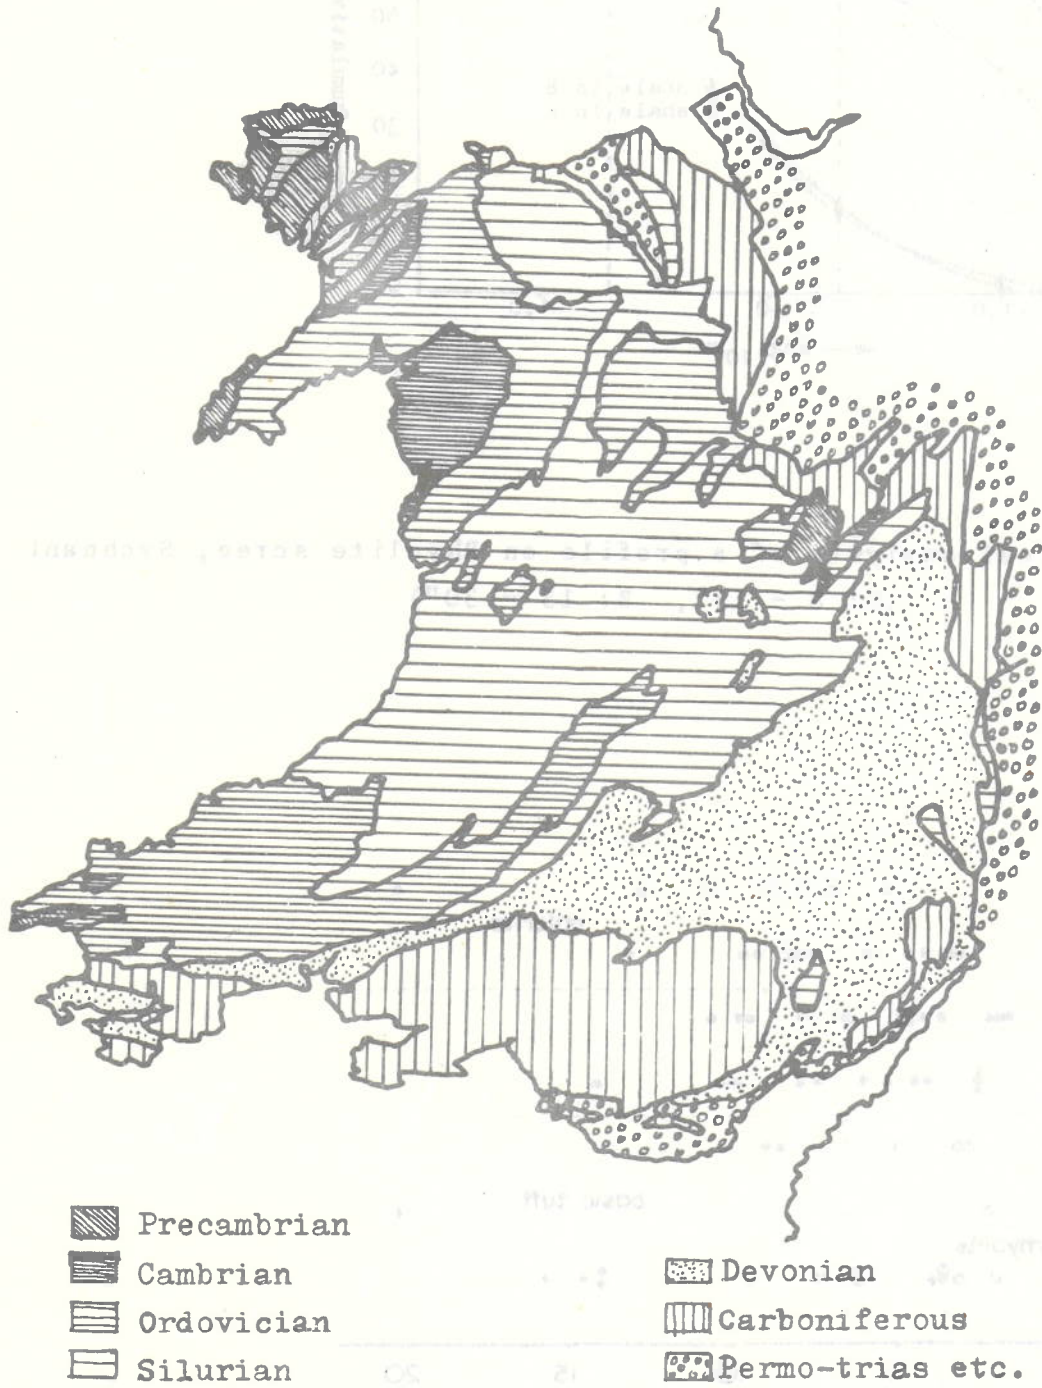 Precambrian
Cambrian
Ordovician
Silurian
Devonian
Carboniferous
Permo-trias etc.